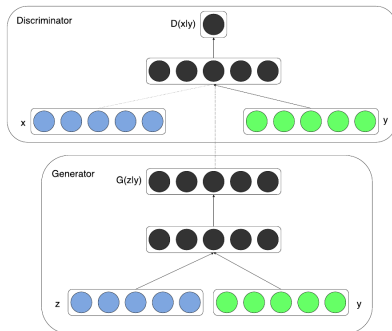 Discriminator
D(x|y)
x
y
Generator
G(z|y)
z
y